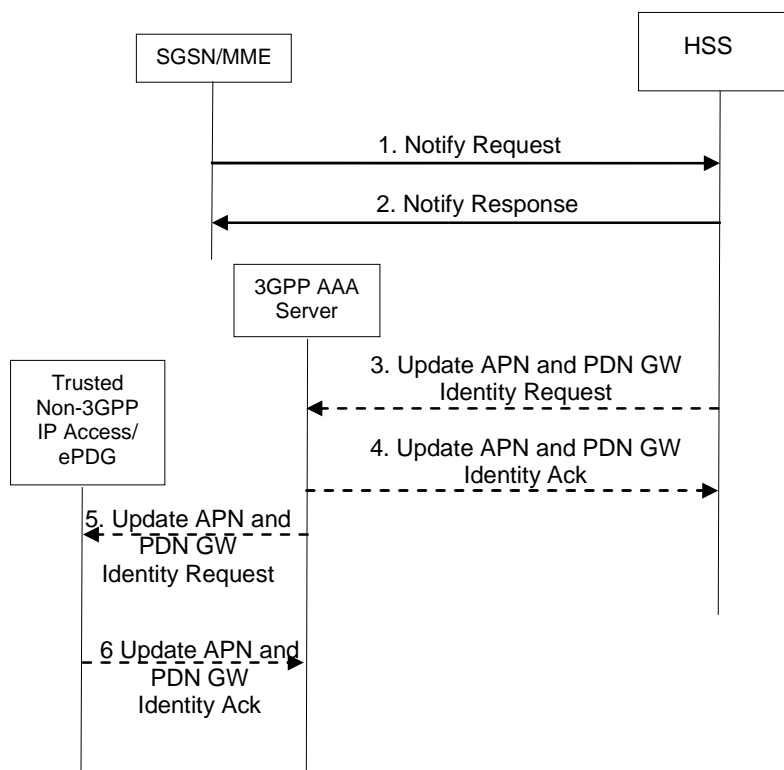 SGSN/MME
HSS
1. Notify Request
2. Notify Response
3GPP AAA
Server
3. Update APN and PDN GW
Identity Request
Trusted
Non-3GPP
IP Access/
ePDG
4. Update APN and PDN GW
Identity Ack
5. Update APN and
PDN GW
Identity Request
6 Update APN and
PDN GW
Identity Ack